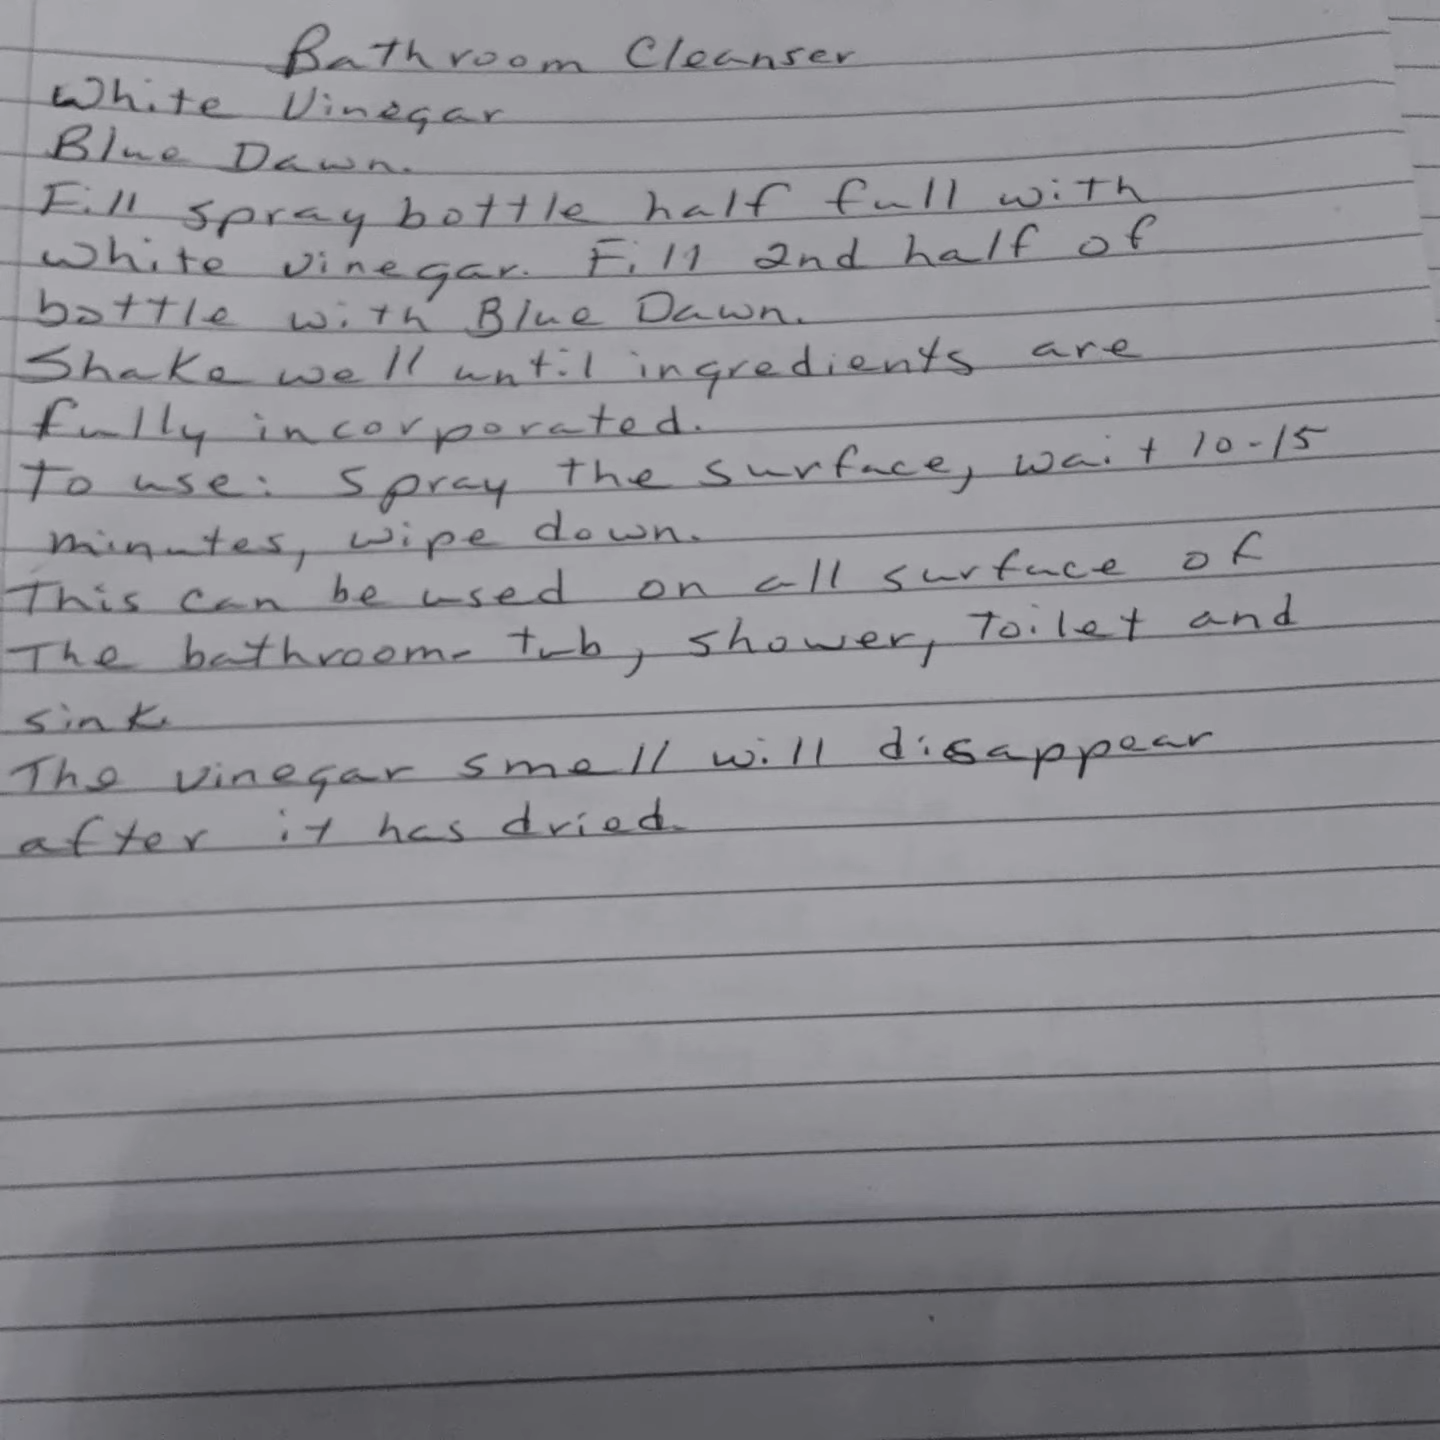 Bathroom Cleanser
White Vinegar
Blue Dawn.
Fill spray bottle half full with
white vinegar. Fill 2nd half of
bottle with Blue Dawn.
Shake well until ingredients are
fully incorporated.
To use: Spray the surface, wait 10-15
minutes, wipe down.
This can be used on all surface of
The bathroom- tub, shower, toilet and
sink.
The vinegar smell will disappear
after it has dried.